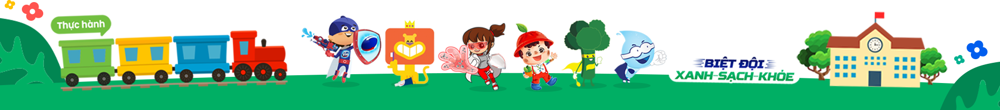 Thực hành
BIỆT ĐỘI
XANH-SẠCH-KHỎE